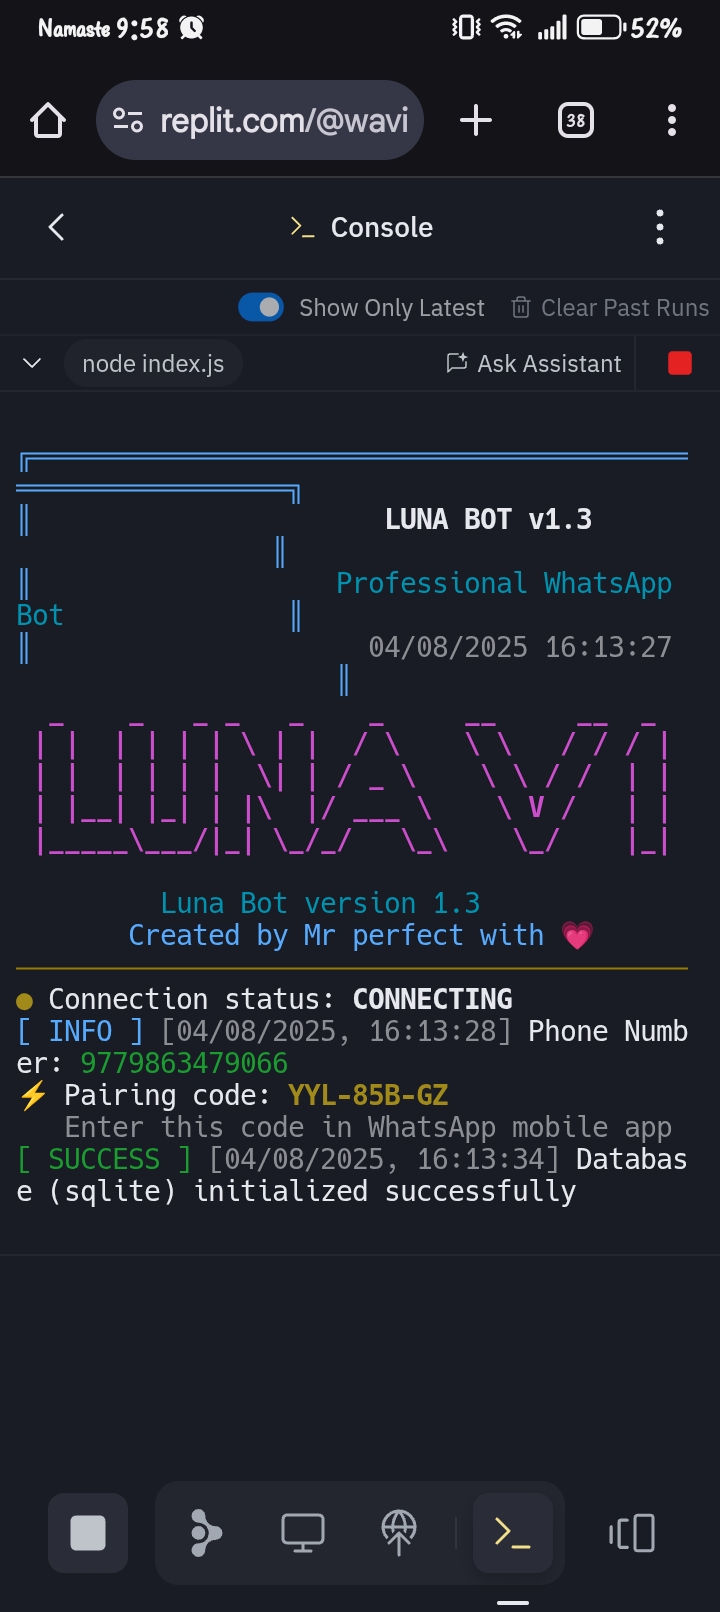 Namaste 9:58 52%
replit.com/@wavi 38
Console
Show Only Latest Clear Past Runs
node index.js Ask Assistant
LUNA BOT v1.3
Professional WhatsApp
Bot
04/08/2025 16:13:27
LUNA V1
Luna Bot version 1.3
Created by Mr perfect with 💗
Connection status: CONNECTING
[ INFO ] [04/08/2025, 16:13:28] Phone Numb
er: 9779863479066
⚡ Pairing code: YYL-85B-GZ
Enter this code in WhatsApp mobile app
[ SUCCESS ] [04/08/2025, 16:13:34] Databas
e (sqlite) initialized successfully